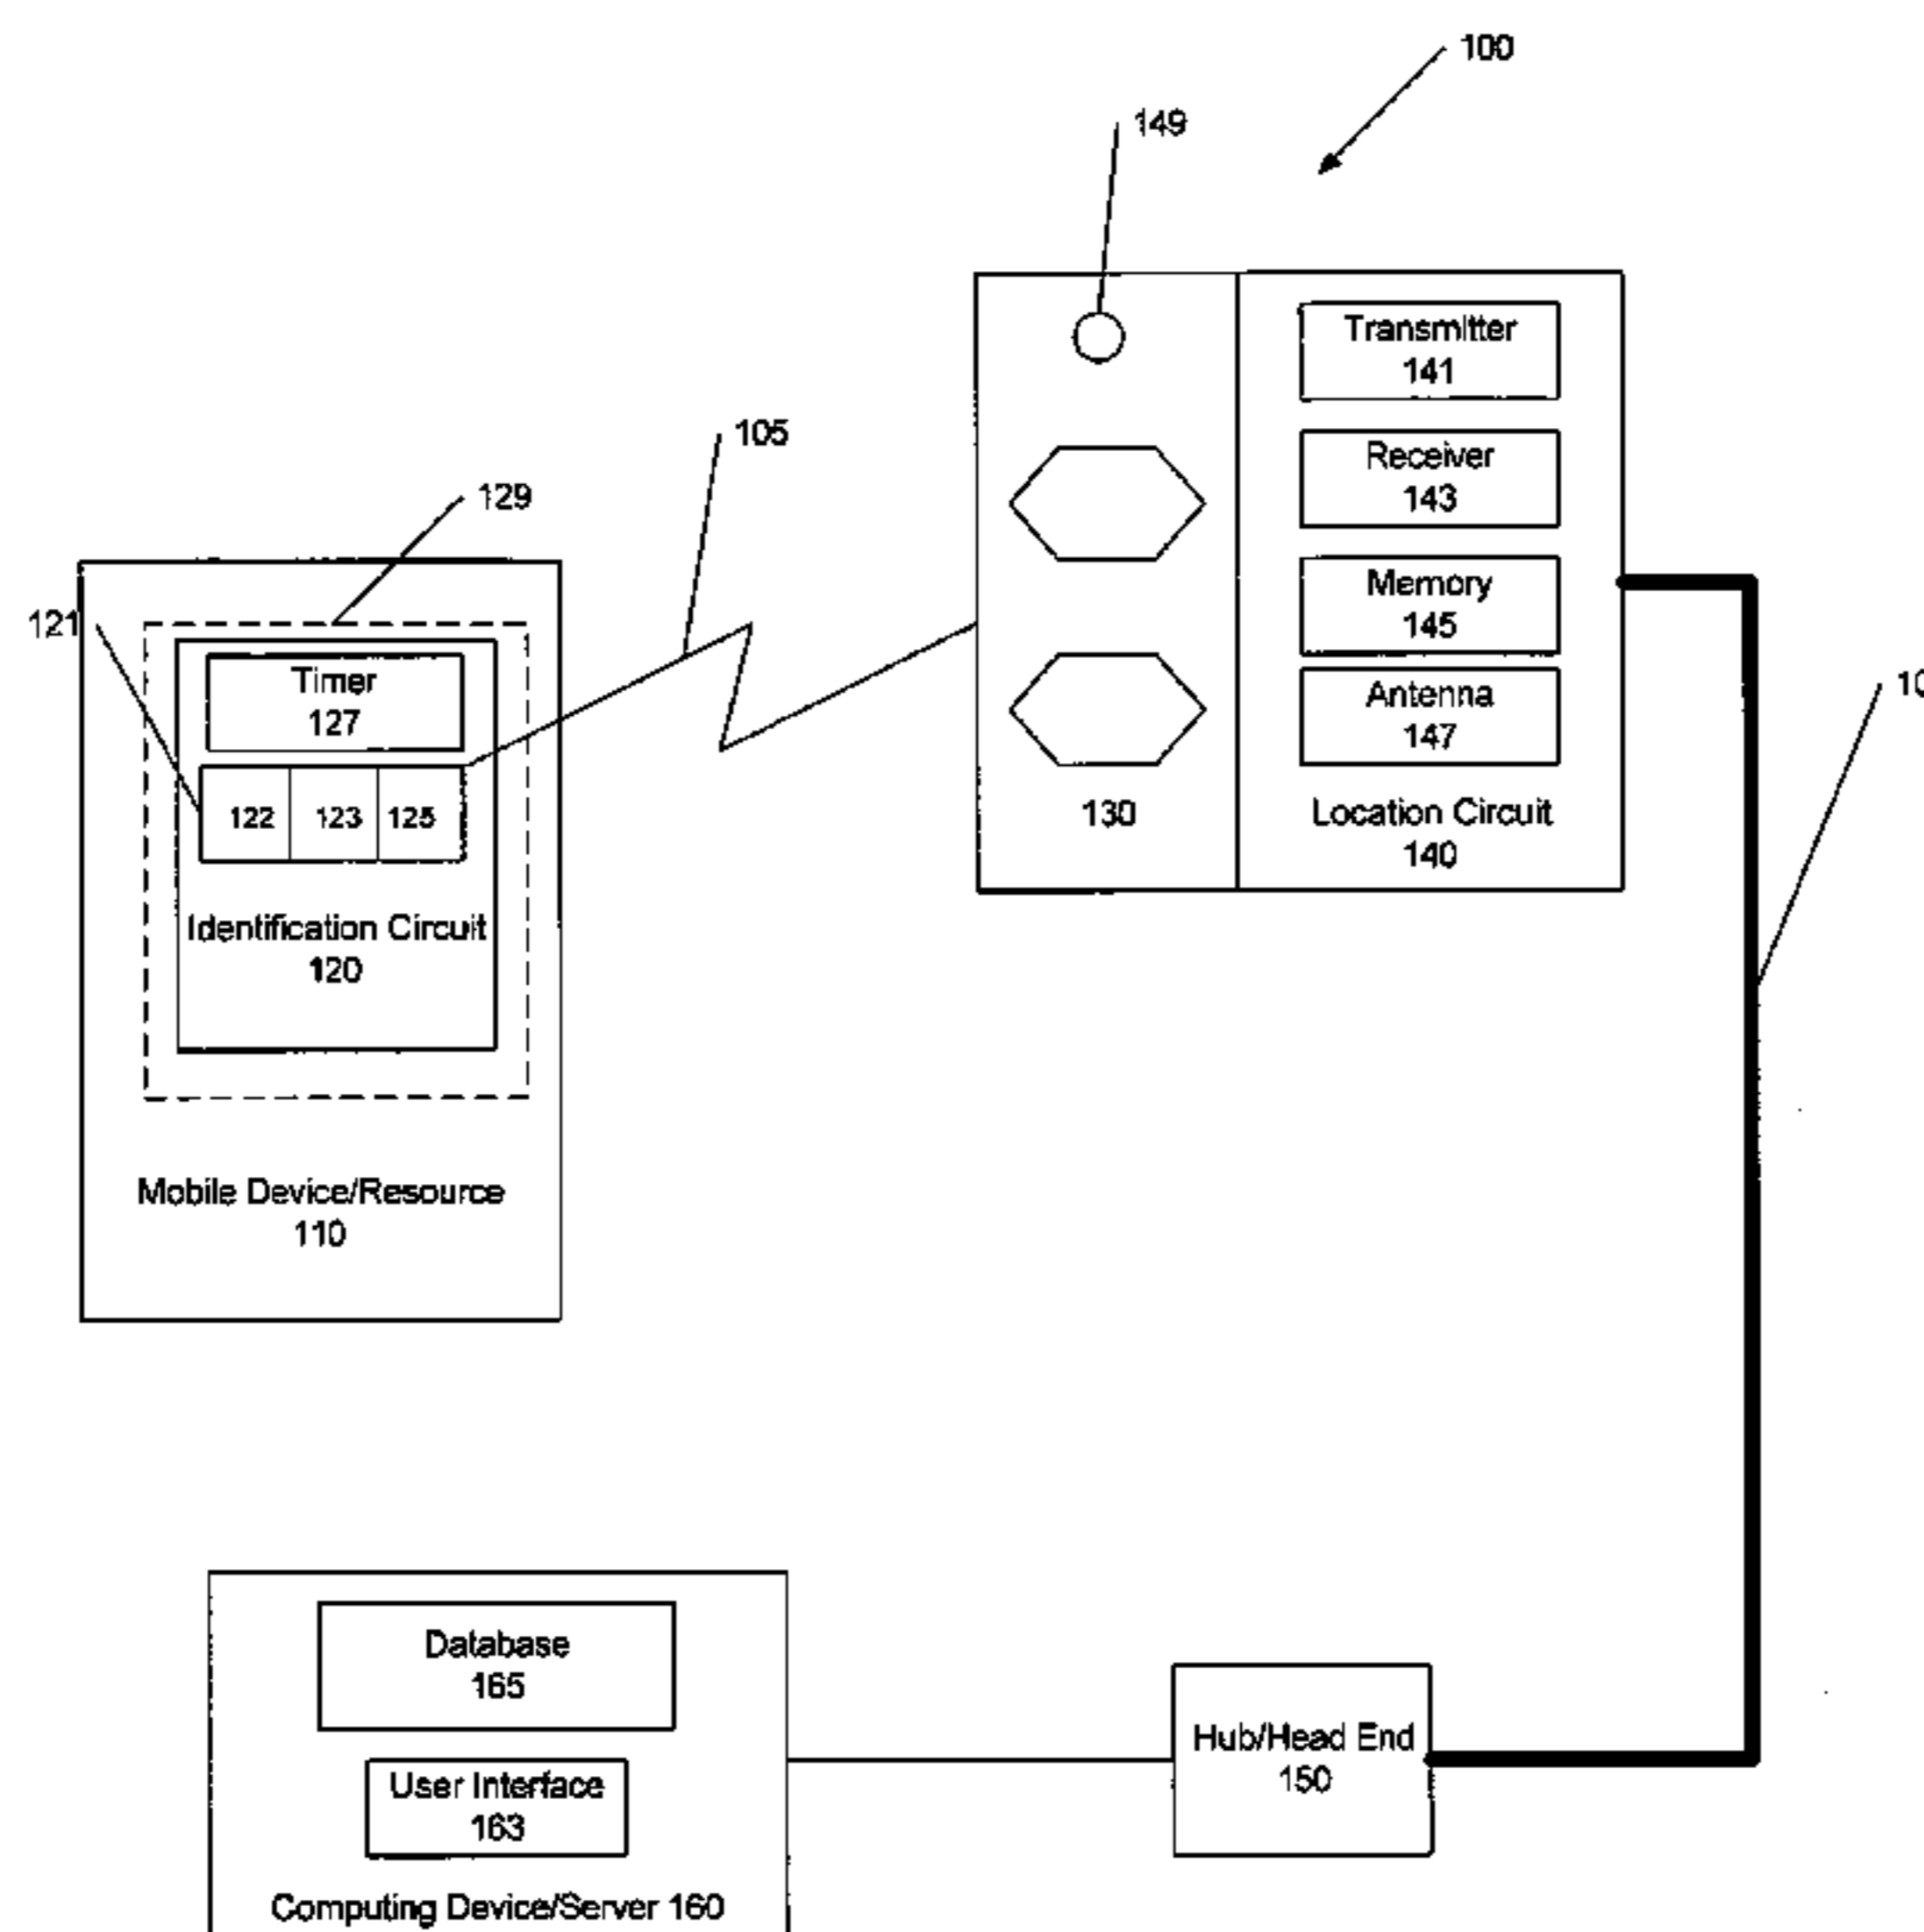 100
149
Transmitter
141
105
Receiver
143
129
Memory
145
121
Timer
127
Antenna
147
122 123 125
130
Location Circuit
140
Identification Circuit
120
Mobile Device/Resource
110
Database
165
Hub/Head End
150
User Interface
163
Computing Device/Server 160